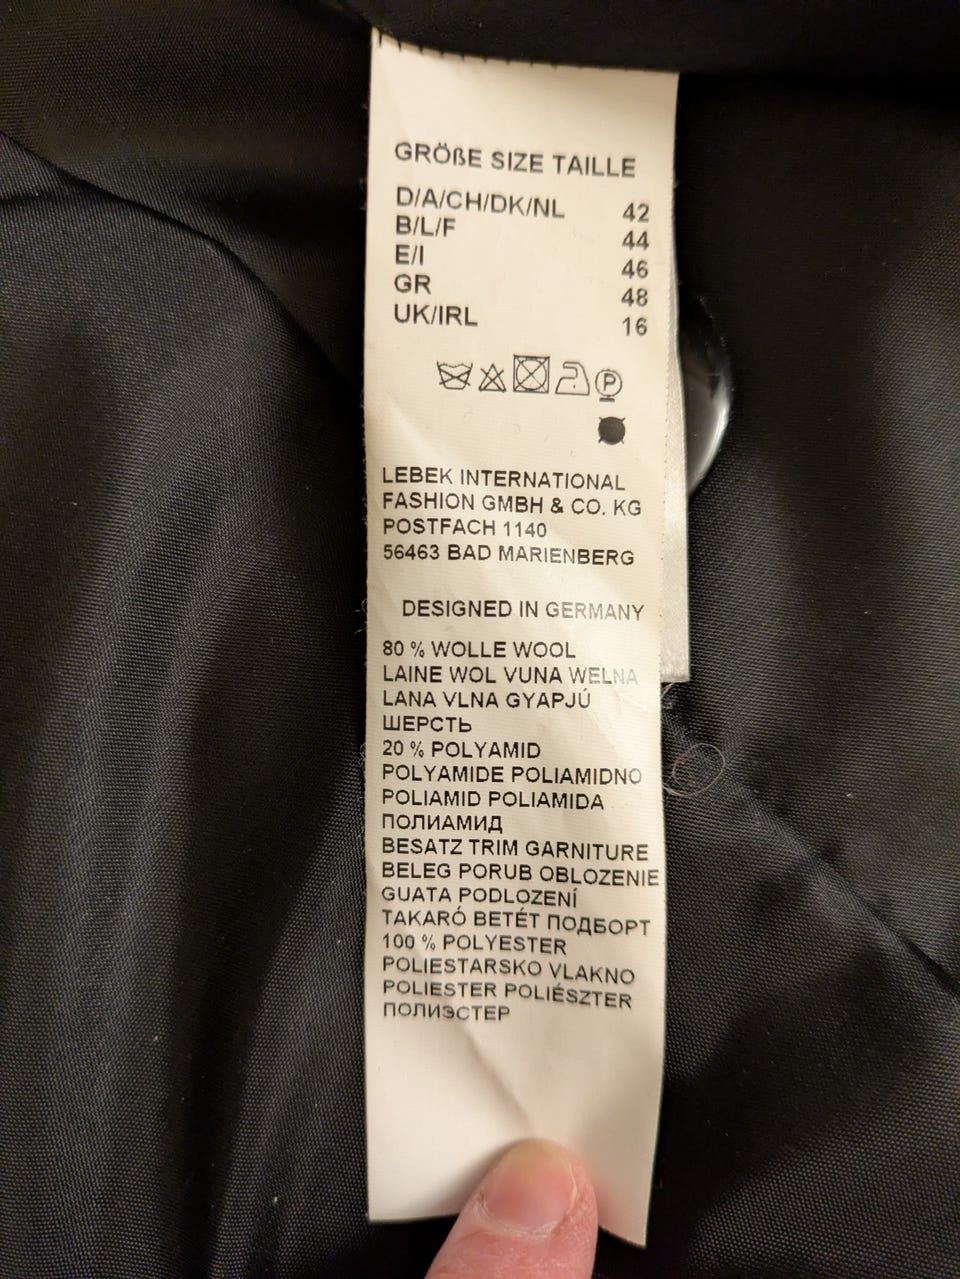 GRÖßE SIZE TAILLE
D/A/CH/DK/NL 42
B/L/F 44
E/I 46
GR 48
UK/IRL 16
P
LEBEK INTERNATIONAL
FASHION GMBH & CO. KG
POSTFACH 1140
56463 BAD MARIENBERG
DESIGNED IN GERMANY
80 % WOLLE WOOL
LAINE WOL VUNA WELNA
LANA VLNA GYAPJÚ
ШЕРСТЬ
20 % POLYAMID
POLYAMIDE POLIAMIDNO
POLIAMID POLIAMIDA
ПОЛИАМИД
BESATZ TRIM GARNITURE
BELEG PORUB OBLOZENIE
GUATA PODLOZENÍ
TAKARÓ BETÉT ПОДБОРТ
100 % POLYESTER
POLIESTARSKO VLAKNO
POLIESTER POLIÉSZTER
ПОЛИЭСТЕР